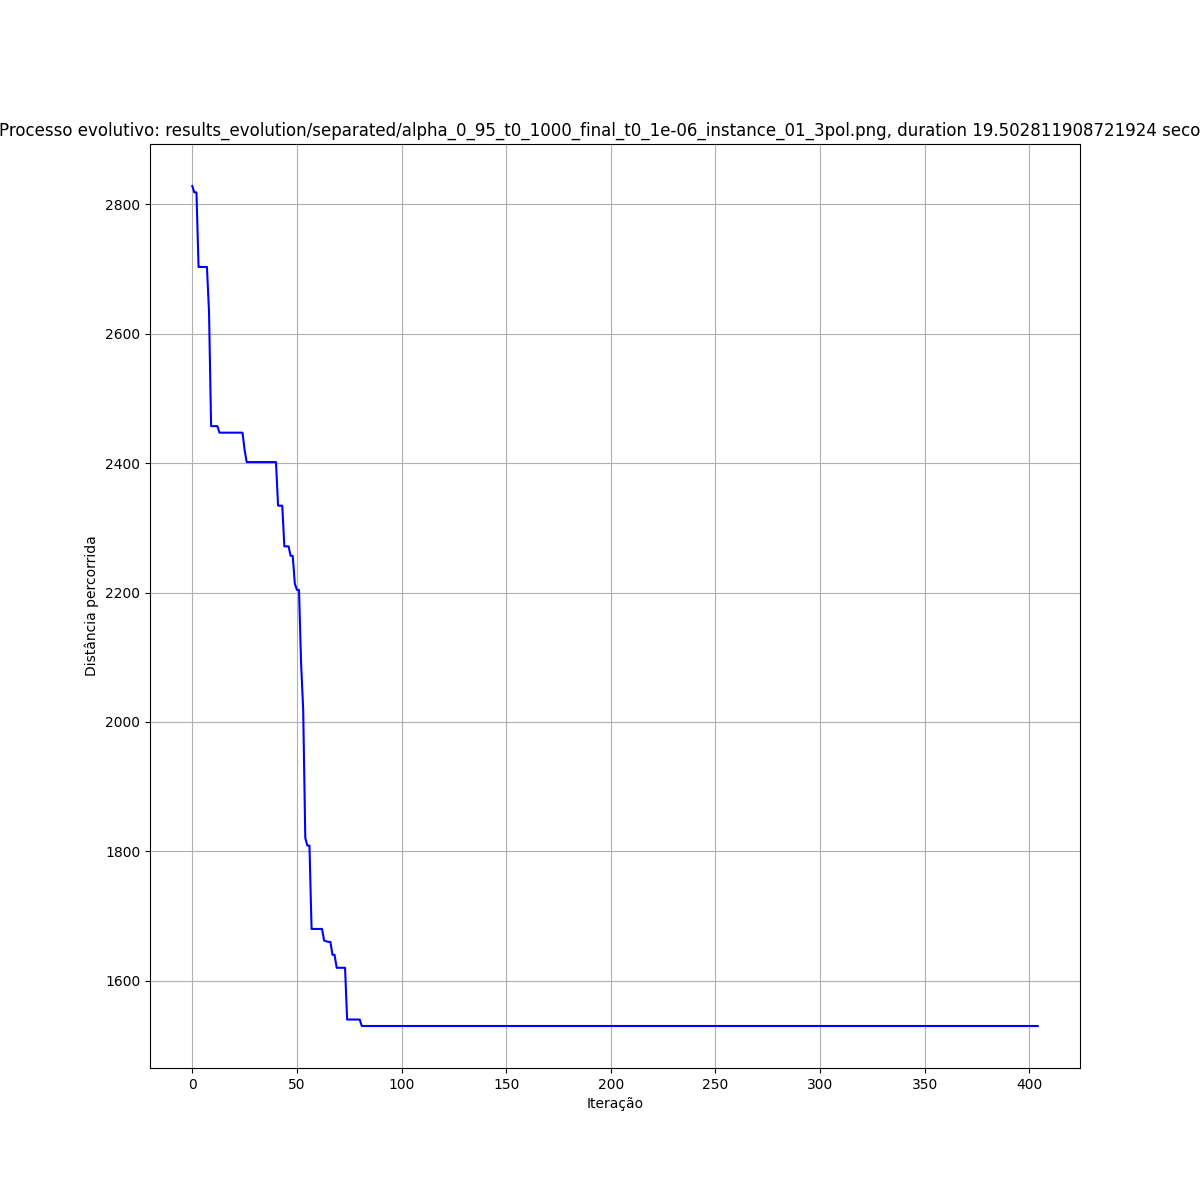 Processo evolutivo: results_evolution/separated/alpha_0_95_t0_1000_final_t0_1e-06_instance_01_3pol.png, duration 19.502811908721924 seco
2800
2600
2400
2200
2000
1800
1600
Distância percorrida
0 50 100 150 200 250 300 350 400
Iteração